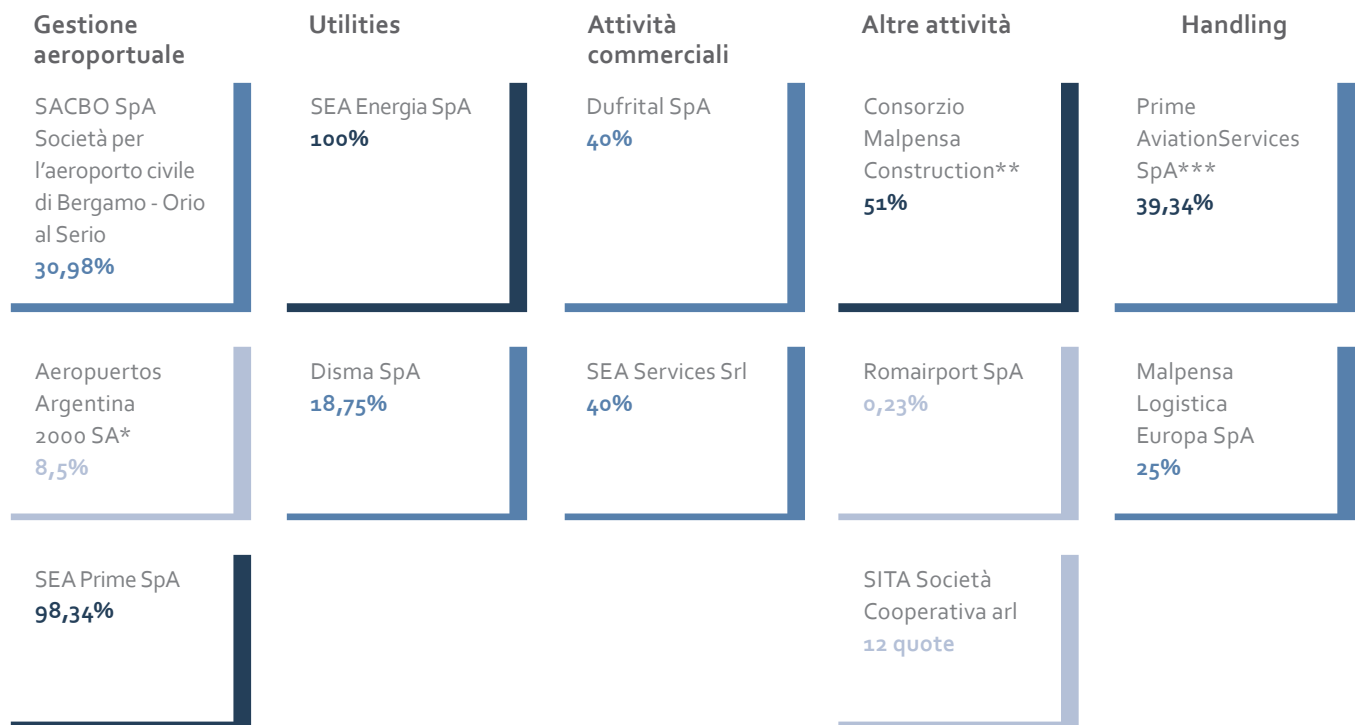 Gestione
aeroportuale
SACBO SpA
Società per
l'aeroporto civile
di Bergamo - Orio
al Serio
30,98%
Aeropuertos
Argentina
2000 SA*
8,5%
SEA Prime SpA
98,34%
Utilities
SEA Energia SpA
100%
Disma SpA
18,75%
Attività
commerciali
Dufrital SpA
40%
SEA Services Srl
40%
Altre attività
Consorzio
Malpensa
Construction**
51%
Romairport SpA
0,23%
SITA Società
Cooperativa arl
12 quote
Handling
Prime
AviationServices
SpA***
39,34%
Malpensa
Logistica
Europa SpA
25%